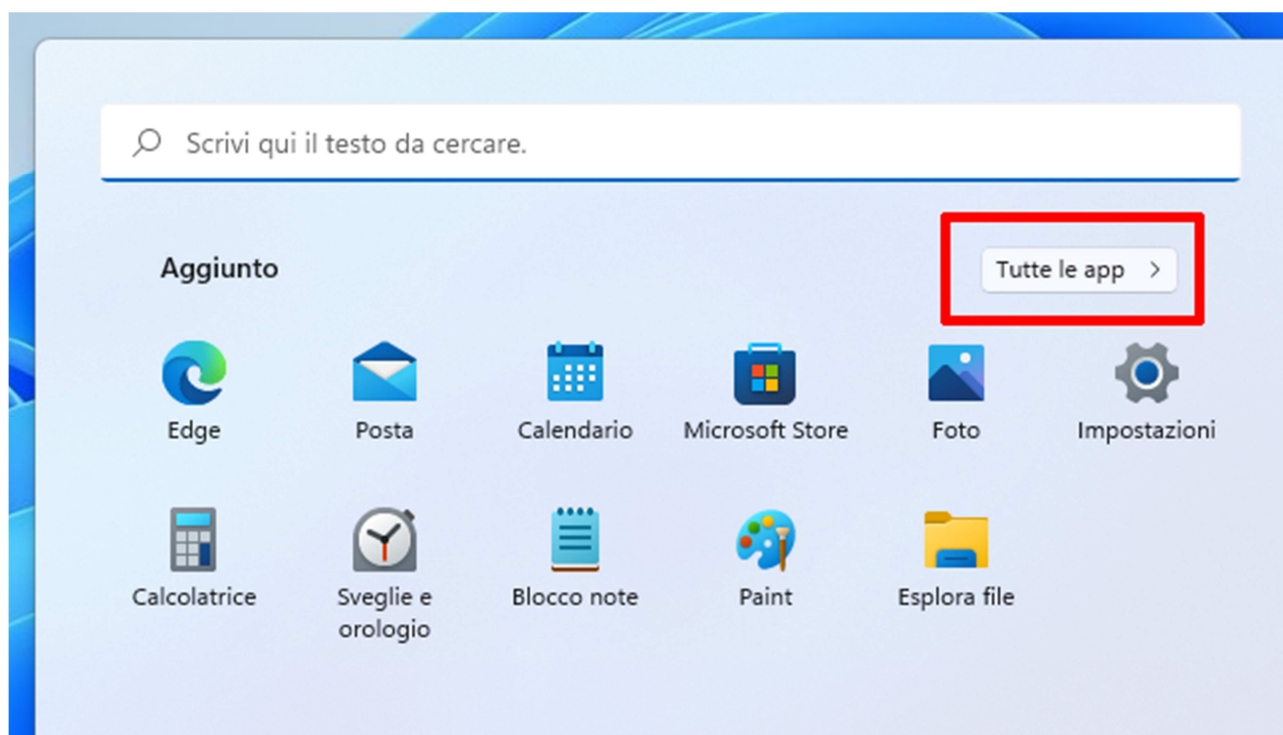 Scrivi qui il testo da cercare.
Aggiunto
Tutte le app
Edge
Posta
Calendario
Microsoft Store
Foto
Impostazioni
Calcolatrice
Sveglie e
orologio
Blocco note
Paint
Esplora file